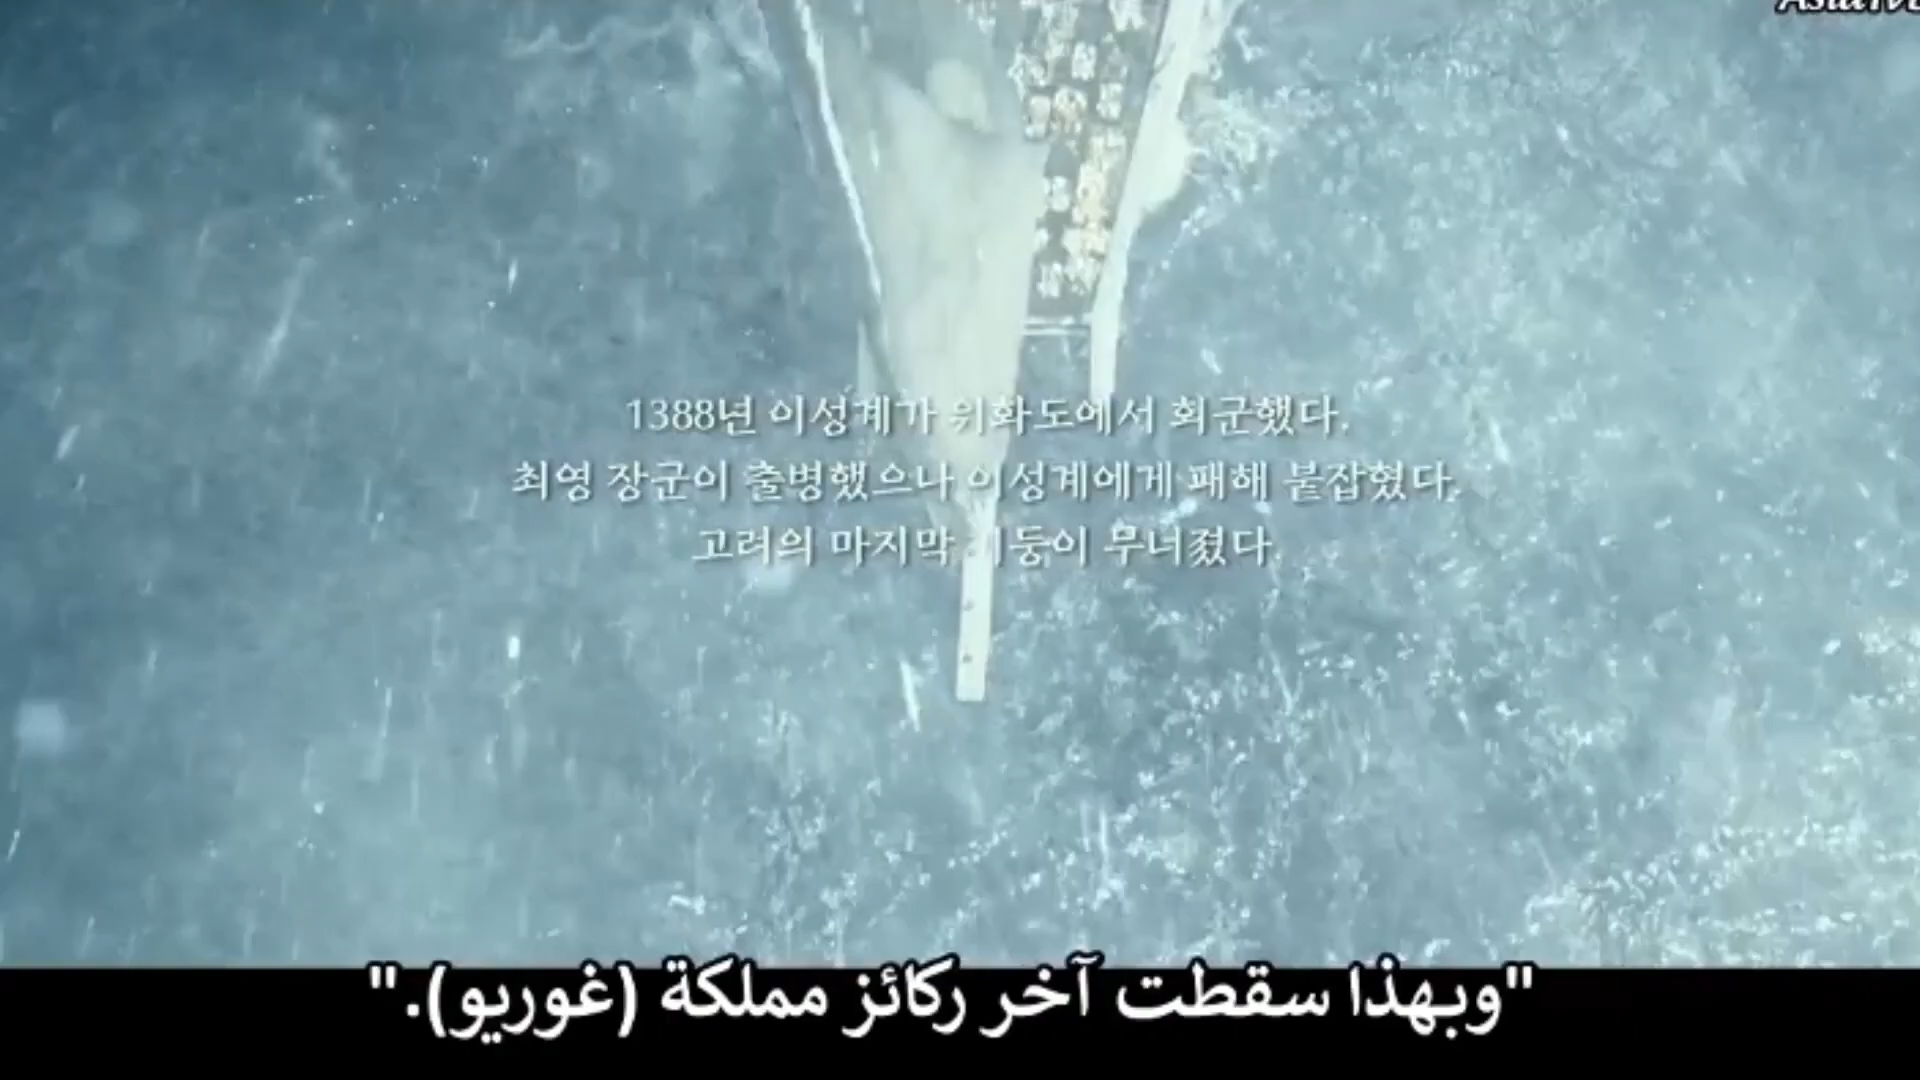 1388년 이성계가 위화도에서 회군했다.
최영 장군이 출병했으나 이성계에게 패해 붙잡혔다.
고려의 마지막 기둥이 무너졌다.
"وبهذا سقطت آخر ركائز مملكة (غوريو)."